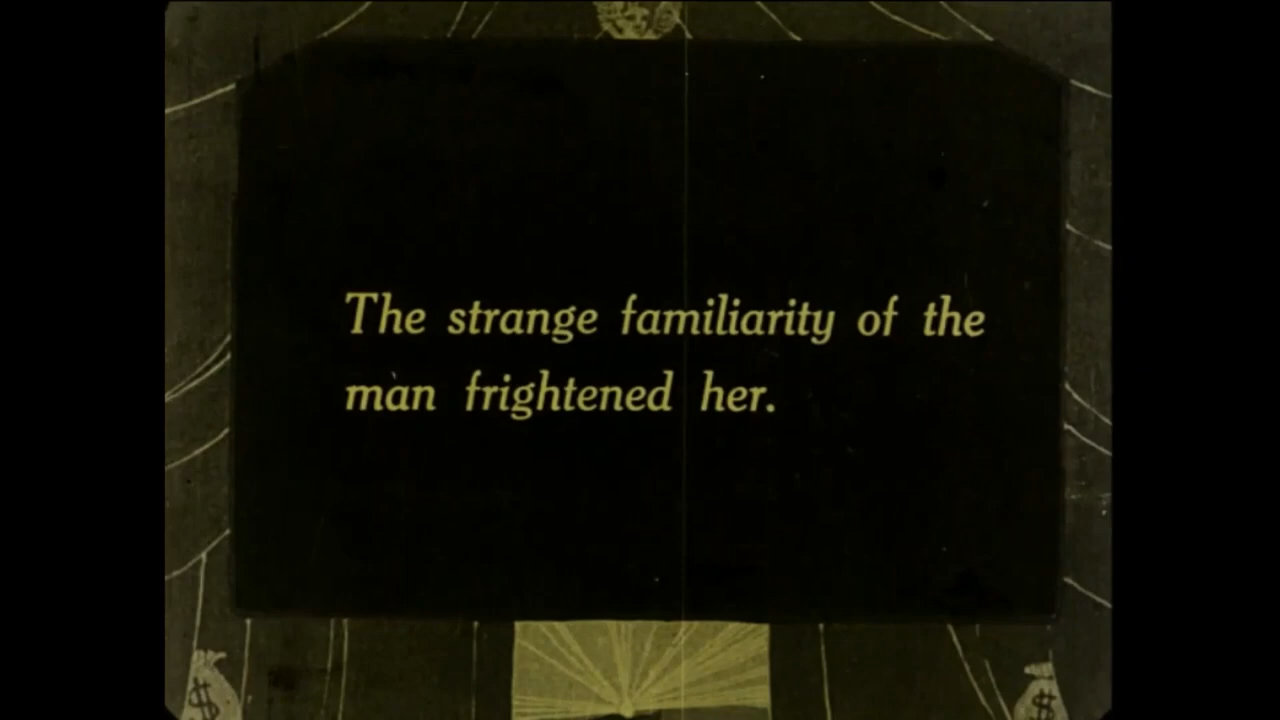 The strange familiarity of the
man frightened her.
$
$